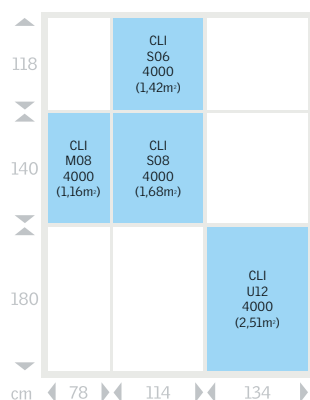 118
CLI
S06
4000
(1,42m²)
140
CLI
M08
4000
(1,16m²)
CLI
S08
4000
(1,68m²)
180
CLI
U12
4000
(2,51m²)
cm 78 114 134